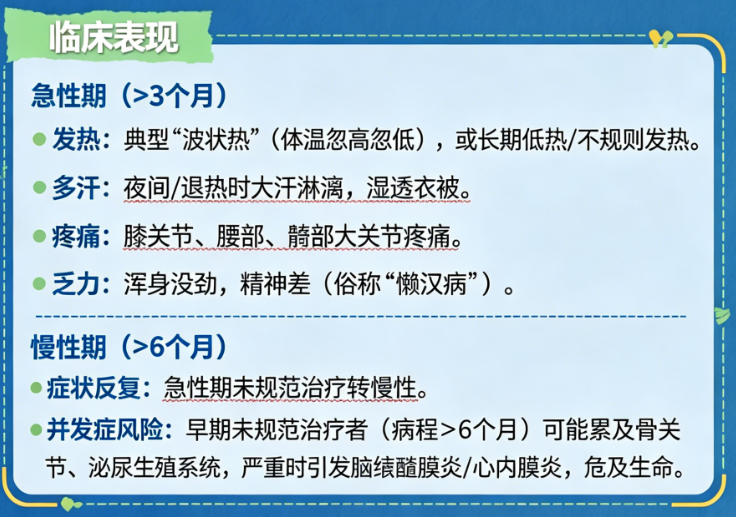 临床表现
急性期（>3个月）
发热：典型“波状热”（体温忽高忽低），或长期低热/不规则发热。
多汗：夜间/退热时大汗淋漓，湿透衣被。
疼痛：膝关节、腰部、髃部大关节疼痛。
乏力：浑身没劲，精神差（俗称“懒汉病”）。
慢性期（>6个月）
症状反复：急性期未规范治疗转慢性。
并发症风险：早期未规范治疗者（病程>6个月）可能累及骨关
节、泌尿生殖系统，严重时引发脑膜炎/心内膜炎，危及生命。